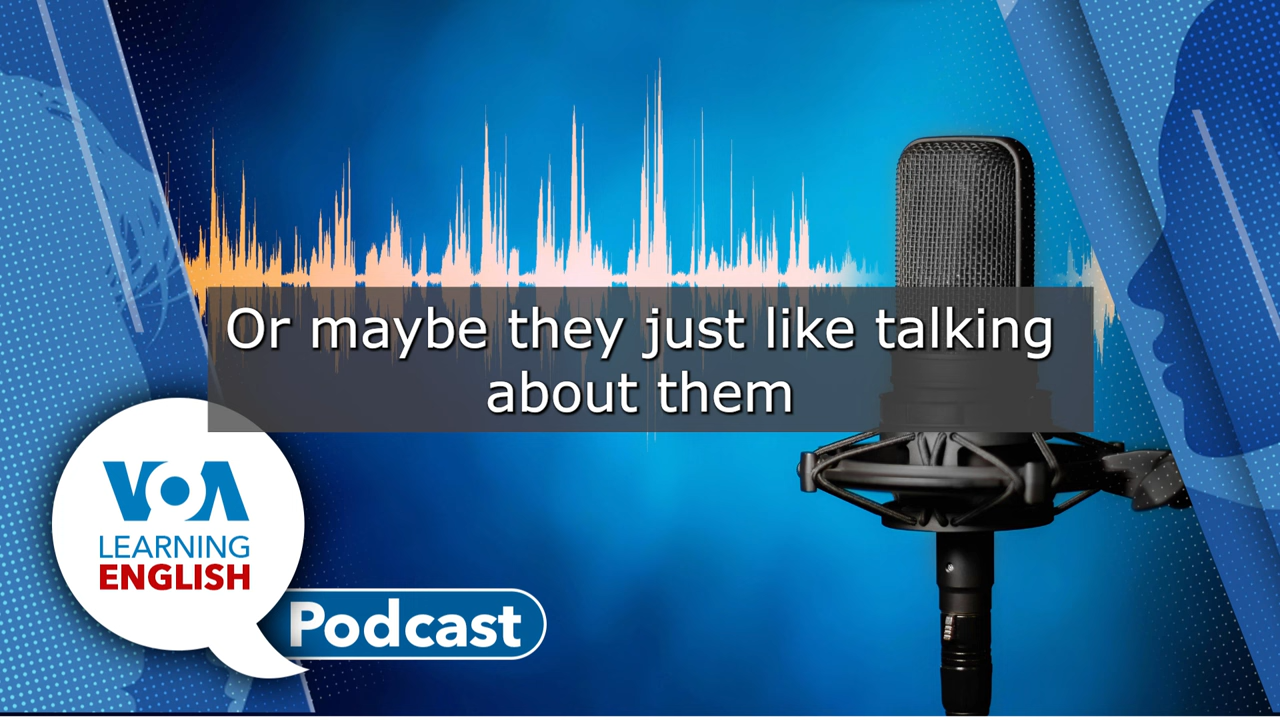 Or maybe they just like talking
about them
VOA
LEARNING
ENGLISH
Podcast